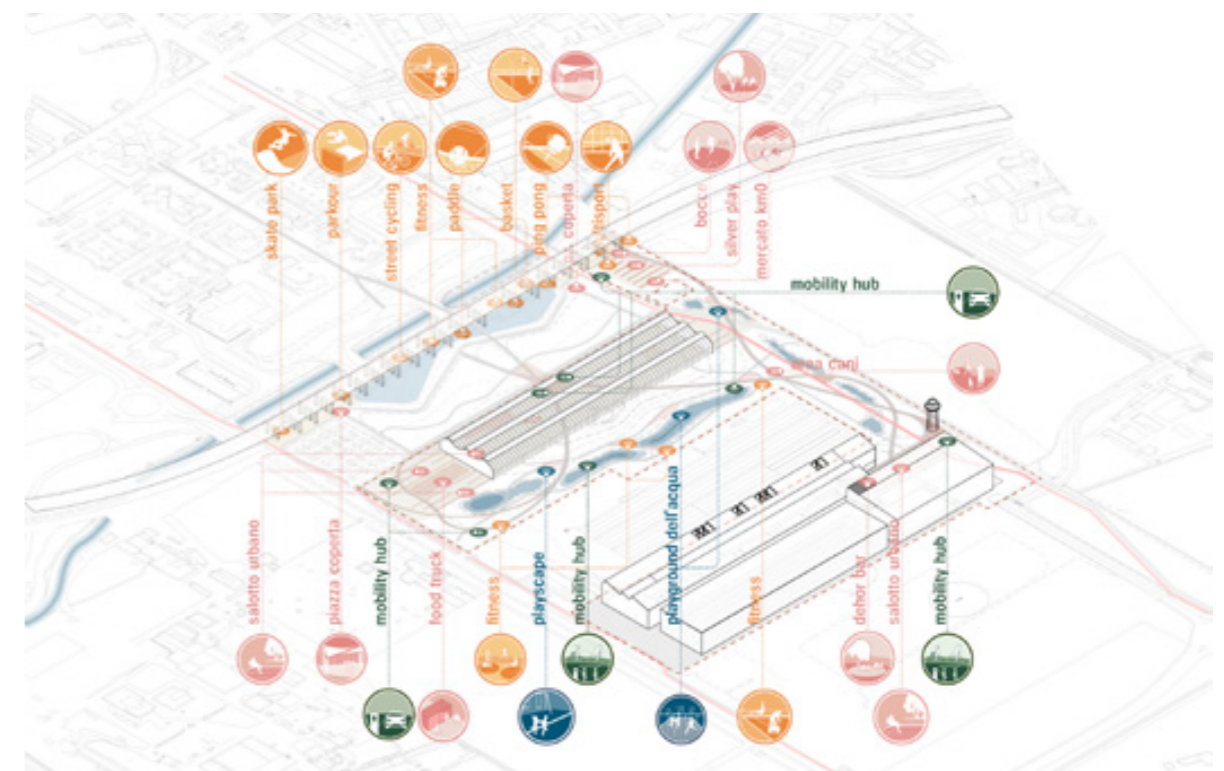 skate park
parkour
street cycling
fitness
paddle
basket
ping pong
coperta
bocce
silver play
mercato km0
mobility hub
area cani
salotto urbano
piazza coperta
mobility hub
food truck
fitness
playscape
mobility hub
playground dell'acqua
fitness
dehor bar
salotto urbano
mobility hub